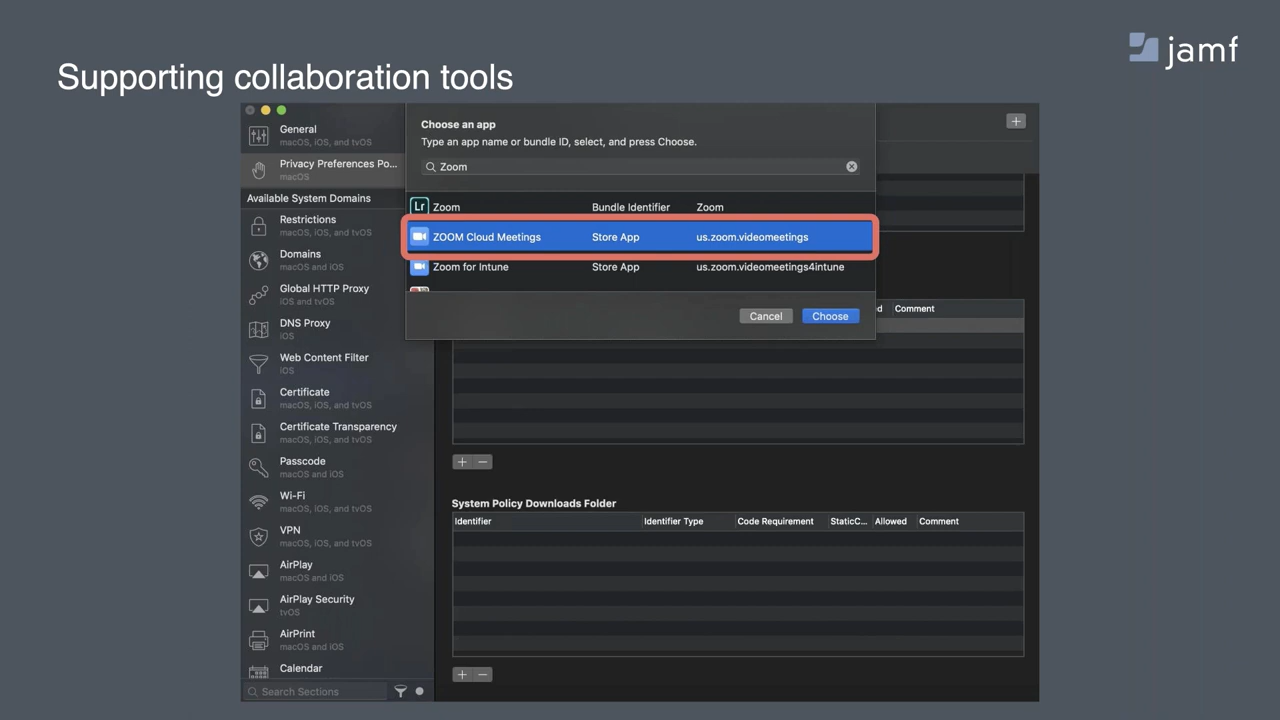 jamf
Supporting collaboration tools
General
macOS, iOS, and tvOS
Privacy Preferences Po...
macOS
Available System Domains
Restrictions
macOS, iOS, and tvOS
Domains
macOS and iOS
Global HTTP Proxy
iOS and tvOS
DNS Proxy
iOS
Web Content Filter
iOS
Certificate
macOS, iOS, and tvOS
Certificate Transparency
macOS, iOS, and tvOS
Passcode
macOS and iOS
Wi-Fi
macOS, iOS, and tvOS
VPN
macOS, iOS, and tvOS
AirPlay
macOS and iOS
AirPlay Security
tvOS
AirPrint
macOS and iOS
Calendar
Search Sections
Choose an app
Type an app name or bundle ID, select, and press Choose.
Zoom
Lr Zoom Bundle Identifier Zoom
ZOOM Cloud Meetings Store App us.zoom.videomeetings
Zoom for Intune Store App us.zoom.videomeetings4intune
Cancel Choose
d Comment
System Policy Downloads Folder
Identifier Identifier Type Code Requirement StaticC... Allowed Comment